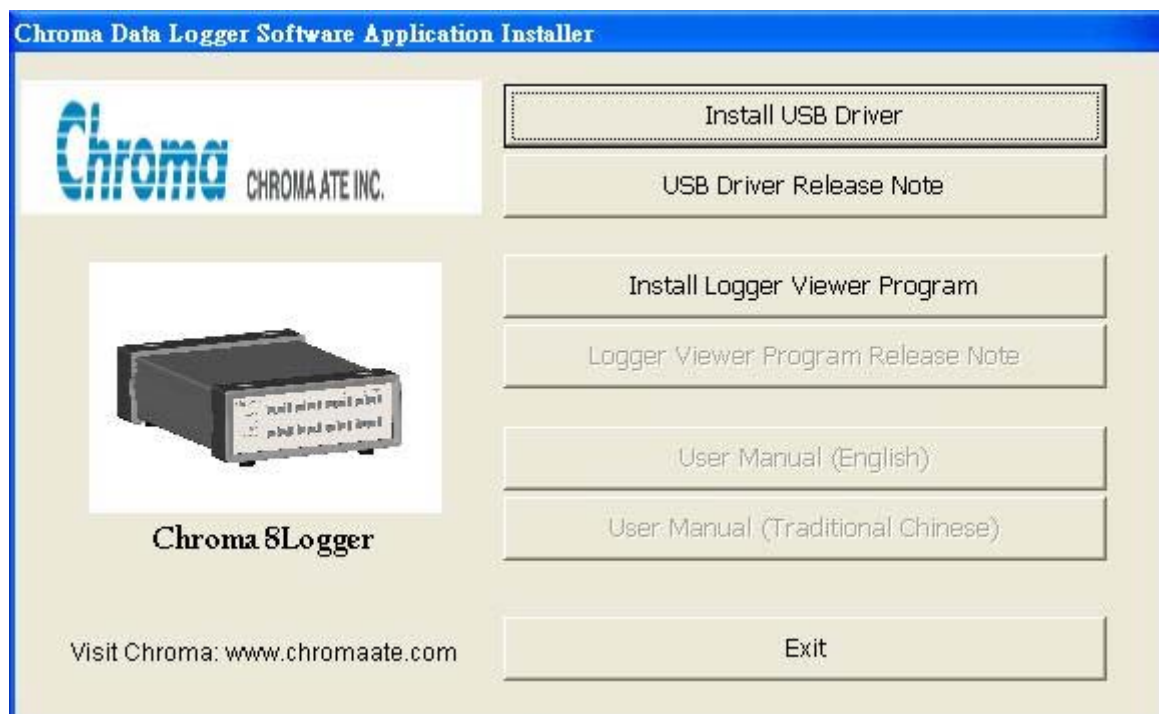 Chroma Data Logger Software Application Installer
Chroma CHROMA ATE INC.
Install USB Driver
USB Driver Release Note
Install Logger Viewer Program
Logger Viewer Program Release Note
User Manual (English)
User Manual (Traditional Chinese)
Chroma 8Logger
Visit Chroma: www.chromaate.com
Exit